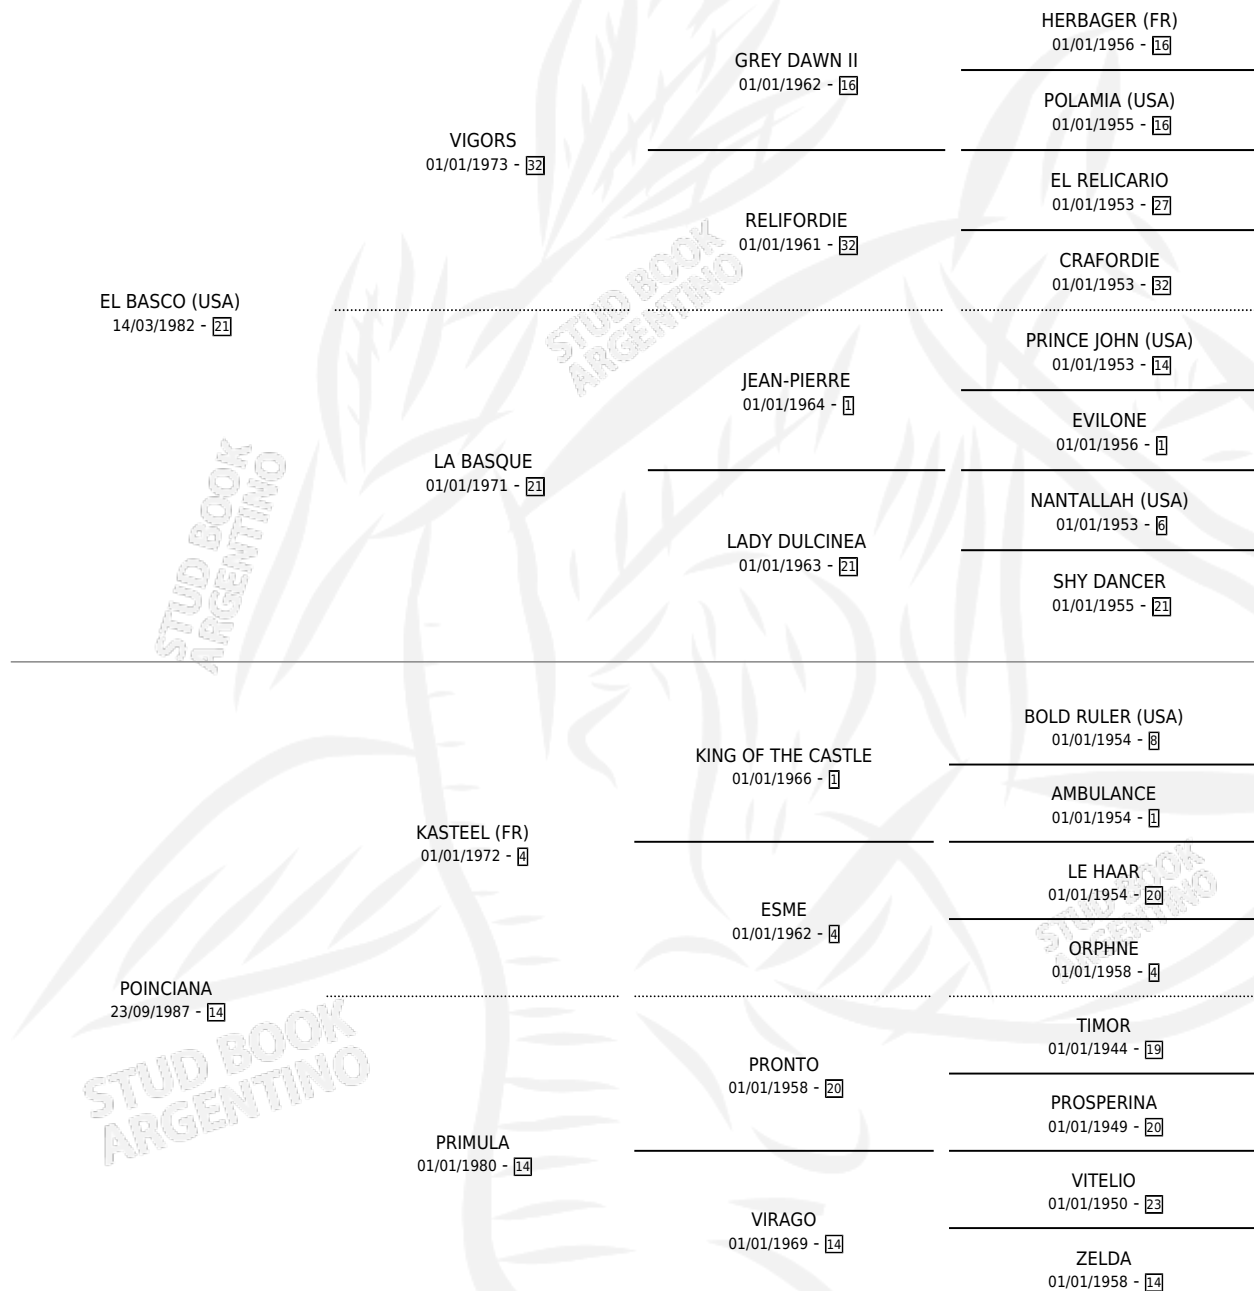 HERBAGER (FR)
01/01/1956 - 16
GREY DAWN II
01/01/1962 - 16
POLAMIA (USA)
01/01/1955 - 16
VIGORS
01/01/1973 - 32
EL RELICARIO
01/01/1953 - 27
RELIFORDIE
01/01/1961 - 32
CRAFORDIE
01/01/1953 - 32
EL BASCO (USA)
14/03/1982 - 21
PRINCE JOHN (USA)
01/01/1953 - 14
JEAN-PIERRE
01/01/1964 - 1
EVILONE
01/01/1956 - 1
LA BASQUE
01/01/1971 - 21
NANTALLAH (USA)
01/01/1953 - 6
LADY DULCINEA
01/01/1963 - 21
SHY DANCER
01/01/1955 - 21
BOLD RULER (USA)
01/01/1954 - 8
KING OF THE CASTLE
01/01/1966 - 1
AMBULANCE
01/01/1954 - 1
KASTEEL (FR)
01/01/1972 - 4
LE HAAR
01/01/1954 - 20
ESME
01/01/1962 - 4
ORPHNE
01/01/1958 - 4
POINCIANA
23/09/1987 - 14
TIMOR
01/01/1944 - 19
PRONTO
01/01/1958 - 20
PROSPERINA
01/01/1949 - 20
PRIMULA
01/01/1980 - 14
VITELIO
01/01/1950 - 23
VIRAGO
01/01/1969 - 14
ZELDA
01/01/1958 - 14
STUD BOOK
ARGENTINO
STUD BOOK
ARGENTINO
STUD BOOK
ARGENTINO
STUD BOOK
ARGENTINO